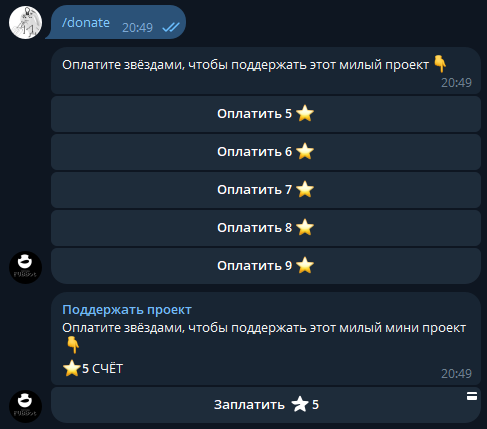 /donate 20:49
Оплатите звёздами, чтобы поддержать этот милый проект 👇
20:49
Оплатить 5 ⭐
Оплатить 6 ⭐
Оплатить 7 ⭐
Оплатить 8 ⭐
Оплатить 9 ⭐
Поддержать проект
Оплатите звёздами, чтобы поддержать этот милый мини проект
👇
⭐5 СЧЁТ
20:49
Заплатить ⭐5